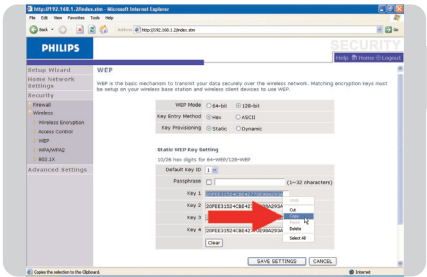 http://192.168.1.2/index.stm - Microsoft Internet Explorer
File Edit View Favorites Tools Help
Back
Address http://192.168.1.2/index.stm
Go
PHILIPS
SECURITY
Help Home Logout
Setup Wizard
Home Network Settings
Security
Firewall
Wireless
Wireless Encryption
Access Control
WEP
WPA/WPA2
802.1X
Advanced Settings
WEP
WEP is the basic mechanism to transmit your data securely over the wireless network. Matching encryption keys must
be setup on your wireless base station and wireless client devices to use WEP.
WEP Mode 64-bit 128-bit
Key Entry Method Hex ASCII
Key Provisioning Static Dynamic
Static WEP Key Setting
10/26 hex digits for 64-WEP/128-WEP
Default Key ID 1
Passphrase (1~32 characters)
Key 1
Key 2
Key 3
Key 4
Clear
Undo
Cut
Copy
Paste
Delete
Select All
SAVE SETTINGS CANCEL
Copies the selection to the Clipboard.
Internet